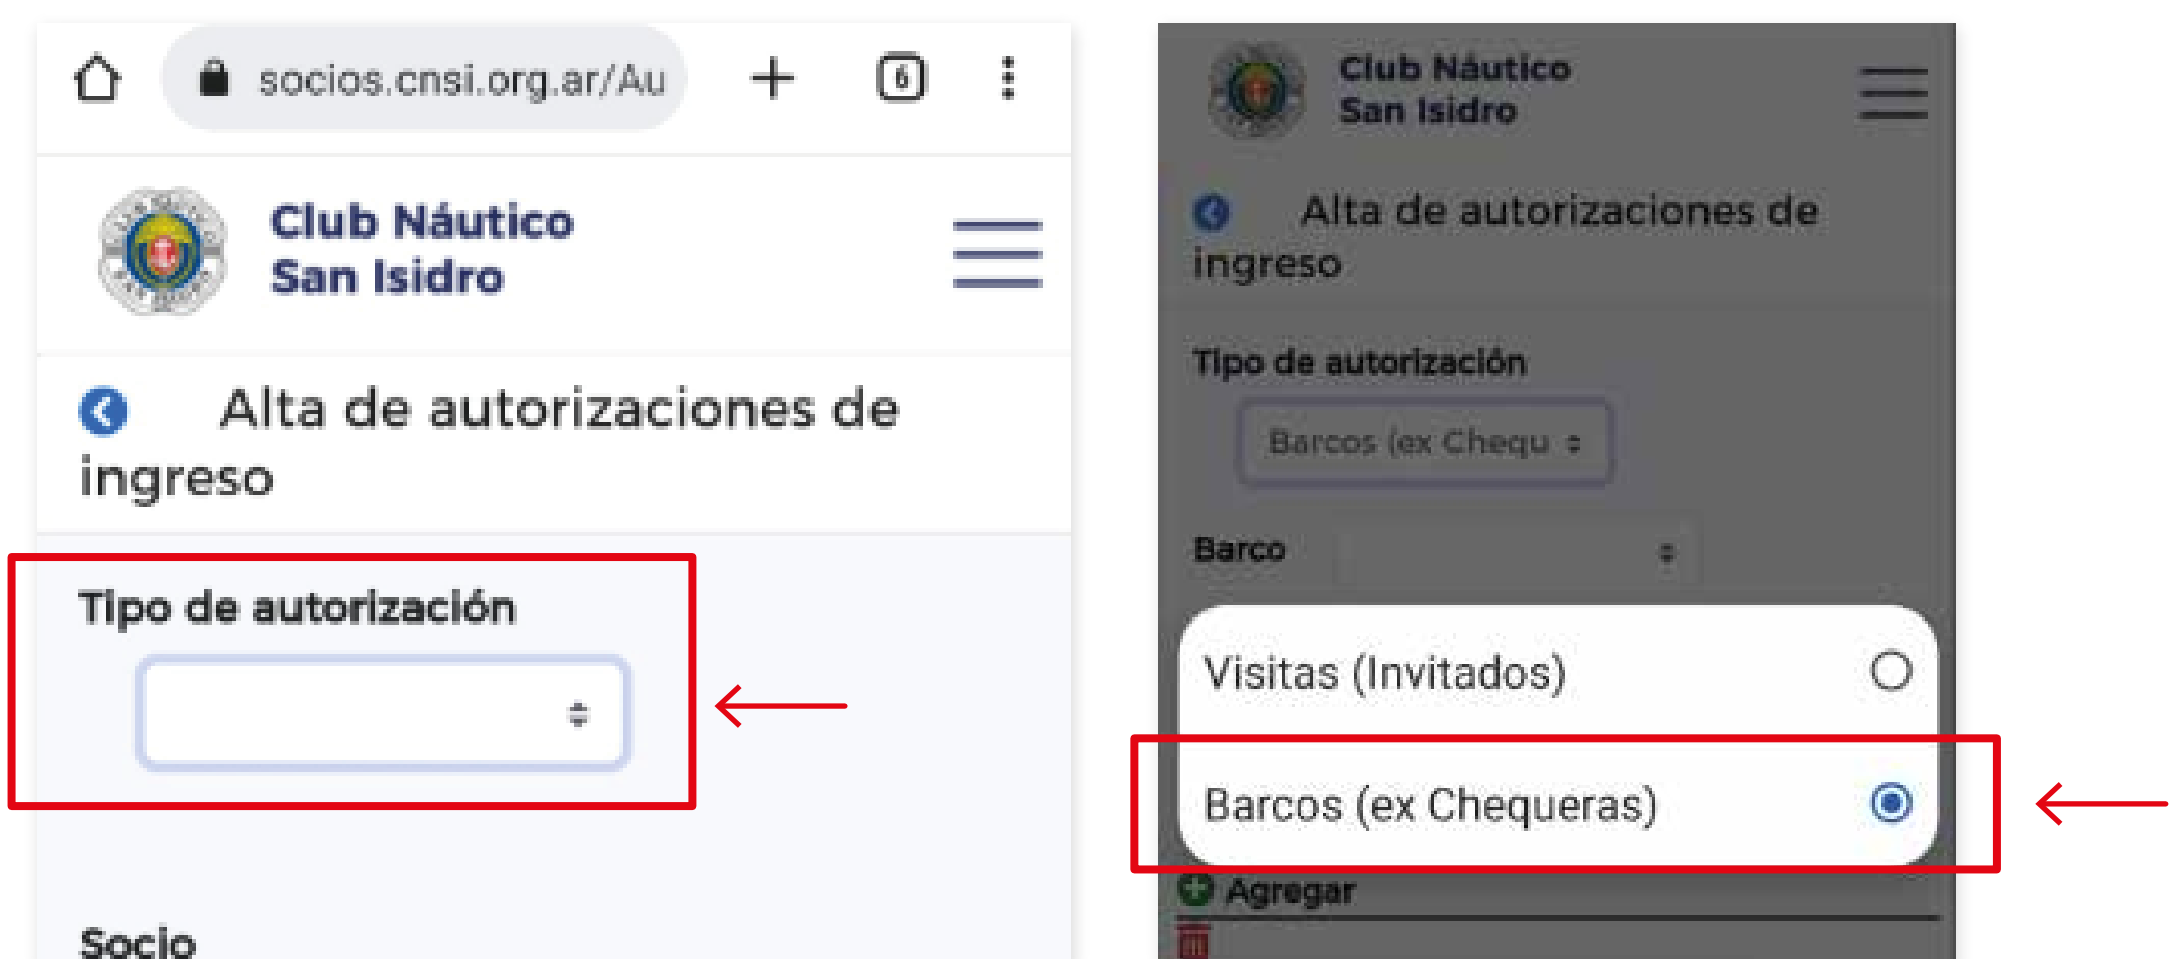 socios.cnsi.org.ar/Au
6
Club Náutico
San Isidro
Alta de autorizaciones de
ingreso
Tipo de autorización
Socio
Club Náutico
San Isidro
Alta de autorizaciones de
ingreso
Tipo de autorización
Barcos (ex Chequ
Barco
Visitas (Invitados)
Barcos (ex Chequeras)
Agregar